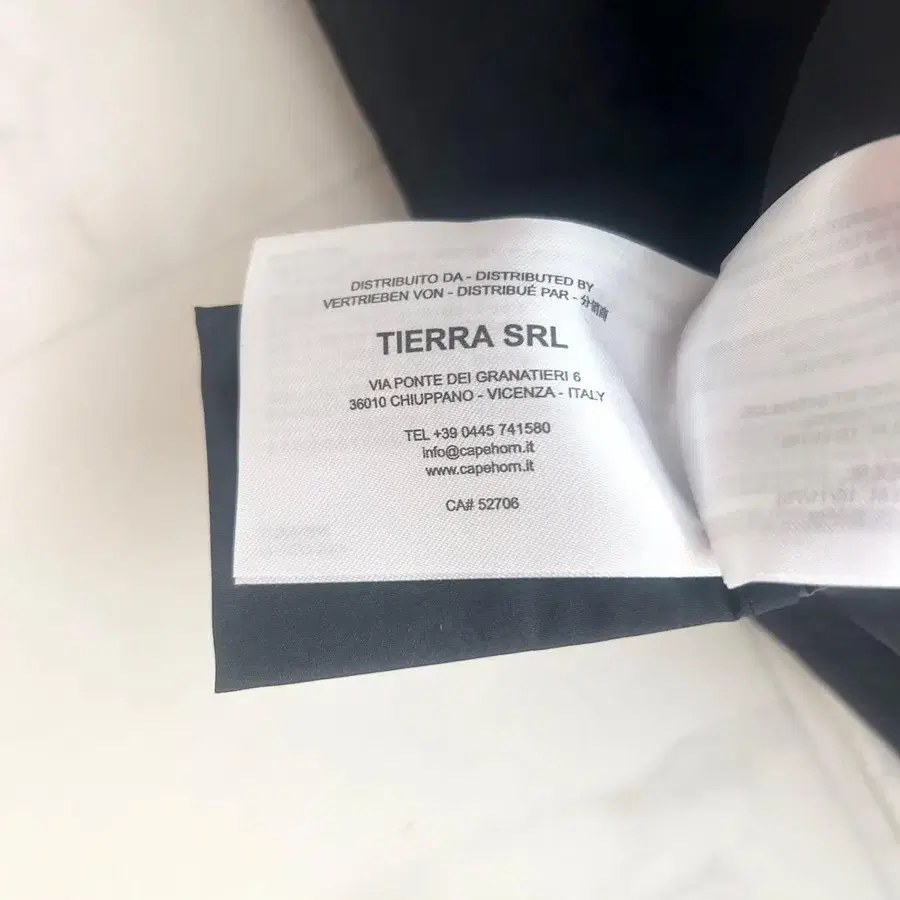 DISTRIBUITO DA - DISTRIBUTED BY
VERTRIEBEN VON - DISTRIBUÉ PAR - 分销商
TIERRA SRL
VIA PONTE DEI GRANATIERI 6
36010 CHIUPPANO - VICENZA - ITALY
TEL +39 0445 741580
info@capehorn.it
www.capehorn.it
CA# 52706